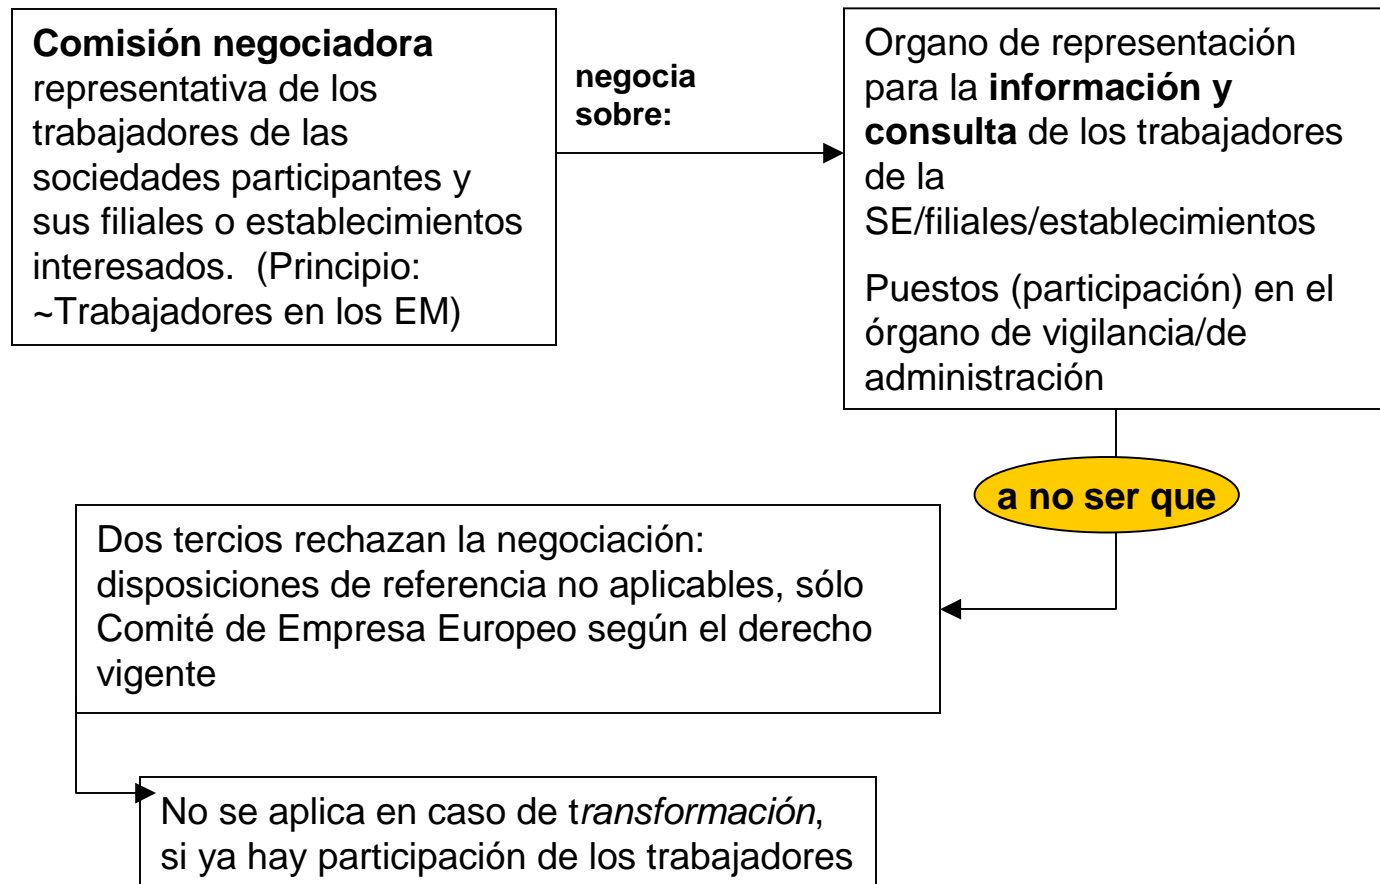 Comisión negociadora
representativa de los
trabajadores de las
sociedades participantes y
sus filiales o establecimientos
interesados.  (Principio:
~Trabajadores en los EM)
negocia
sobre:
Organo de representación
para la información y
consulta de los trabajadores
de la
SE/filiales/establecimientos
Puestos (participación) en el
órgano de vigilancia/de
administración
a no ser que
Dos tercios rechazan la negociación:
disposiciones de referencia no aplicables, sólo
Comité de Empresa Europeo según el derecho
vigente
No se aplica en caso de transformación,
si ya hay participación de los trabajadores